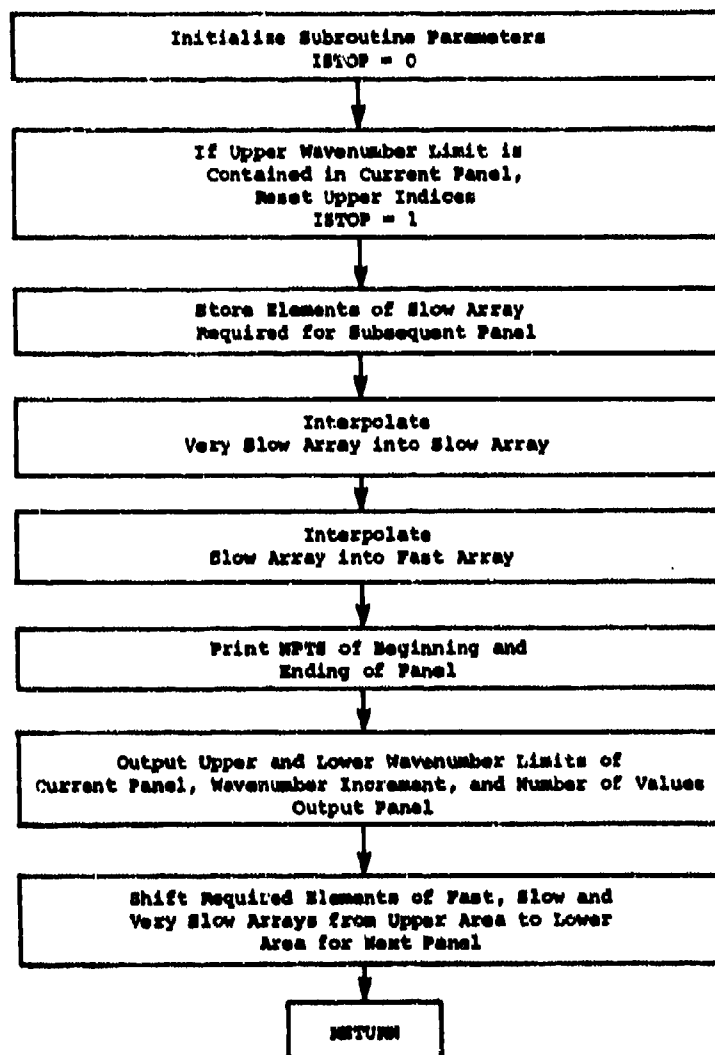 Initialize Subroutine Parameters
ISTOP = 0
If Upper Wavenumber Limit is
Contained in Current Panel,
Reset Upper Indices
ISTOP = 1
Store Elements of Slow Array
Required for Subsequent Panel
Interpolate
Very Slow Array into Slow Array
Interpolate
Slow Array into Fast Array
Print NPTS of Beginning and
Ending of Panel
Output Upper and Lower Wavenumber Limits of
Current Panel, Wavenumber Increment, and Number of Values
Output Panel
Shift Required Elements of Fast, Slow and
Very Slow Arrays from Upper Area to Lower
Area for Next Panel
RETURN